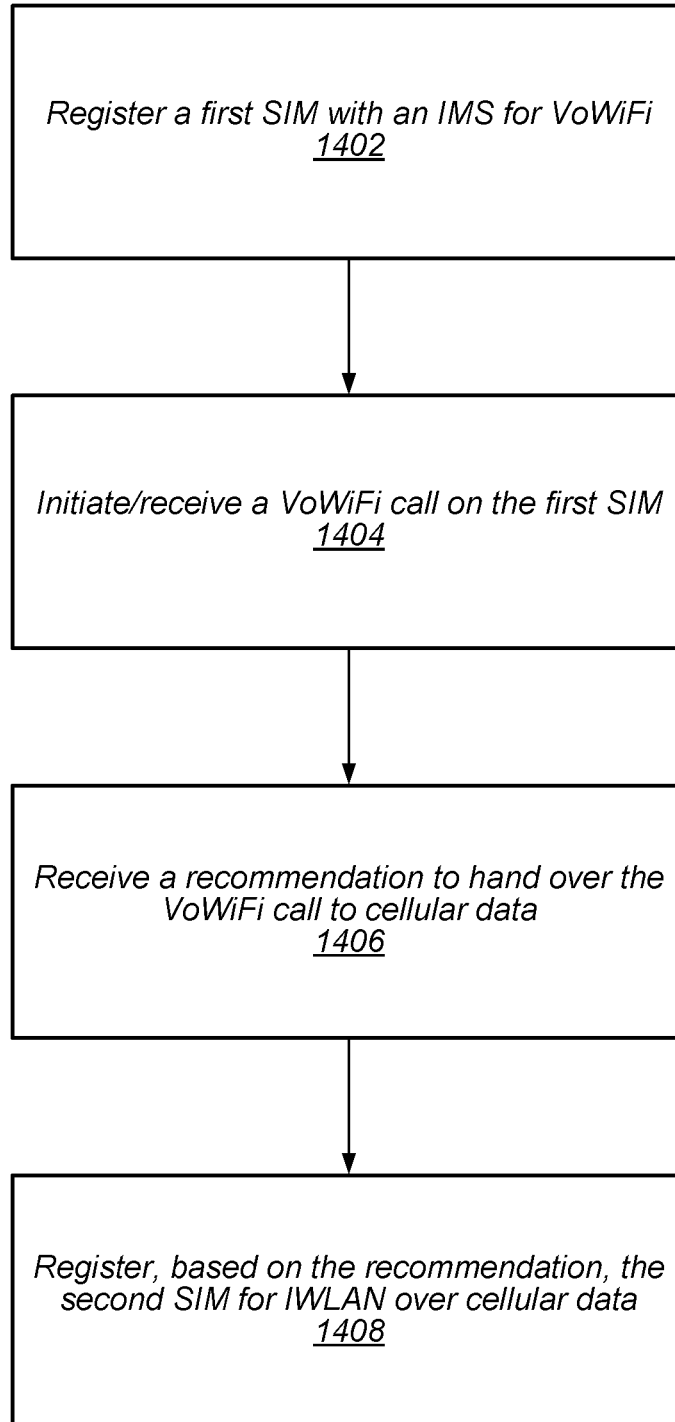 Register a first SIM with an IMS for VoWiFi
1402
Initiate/receive a VoWiFi call on the first SIM
1404
Receive a recommendation to hand over the
VoWiFi call to cellular data
1406
Register, based on the recommendation, the
second SIM for IWLAN over cellular data
1408